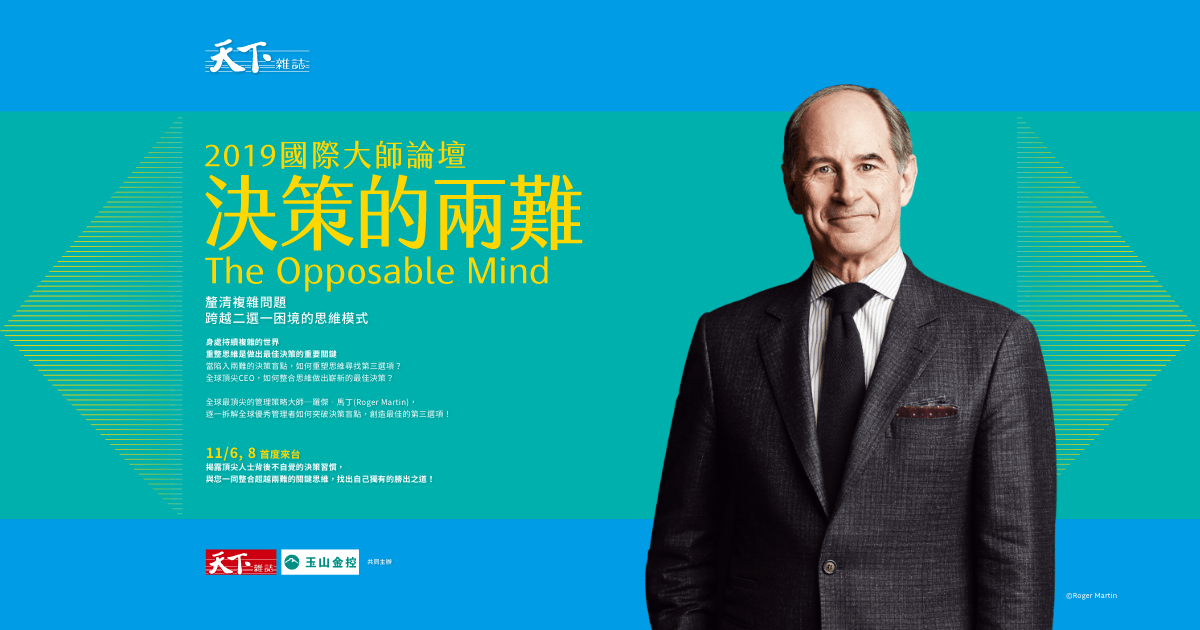 天下雜誌
2019國際大師論壇
決策的兩難
The Opposable Mind
釐清複雜問題
跨越二選一困境的思維模式
身處持續複雜的世界
重整思維是做出最佳決策的重要關鍵
當陷入兩難的決策盲點，如何重塑思維尋找第三選項？
全球頂尖CEO，如何整合思維做出嶄新的最佳決策？
全球最頂尖的管理策略大師─羅傑．馬丁(Roger Martin)，
逐一拆解全球優秀管理者如何突破決策盲點，創造最佳的第三選項！
11/6, 8 首度來台
揭露頂尖人士背後不自覺的決策習慣，
與您一同整合超越兩難的關鍵思維，找出自己獨有的勝出之道！
天下雜誌 玉山金控 共同主辦
©Roger Martin